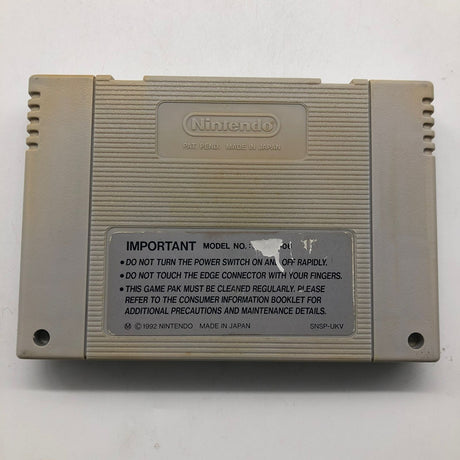 Nintendo
PAT. PEND. MADE IN JAPAN
IMPORTANT MODEL NO.
• DO NOT TURN THE POWER SWITCH ON AND OFF RAPIDLY.
• DO NOT TOUCH THE EDGE CONNECTOR WITH YOUR FINGERS.
• THIS GAME PAK MUST BE CLEANED REGULARLY. PLEASE
REFER TO THE CONSUMER INFORMATION BOOKLET FOR
ADDITIONAL PRECAUTIONS AND MAINTENANCE DETAILS.
Ⓜ ©1992 NINTENDO MADE IN JAPAN SNSP-UKV